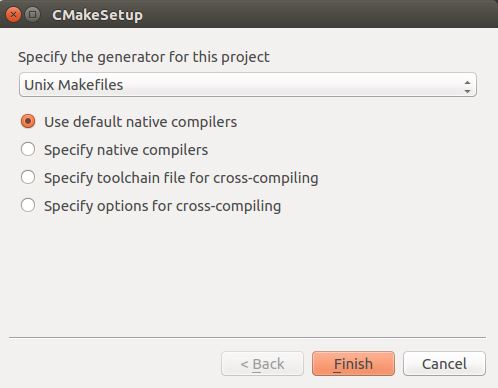 CMakeSetup
Specify the generator for this project
Unix Makefiles
Use default native compilers
Specify native compilers
Specify toolchain file for cross-compiling
Specify options for cross-compiling
< Back Finish Cancel